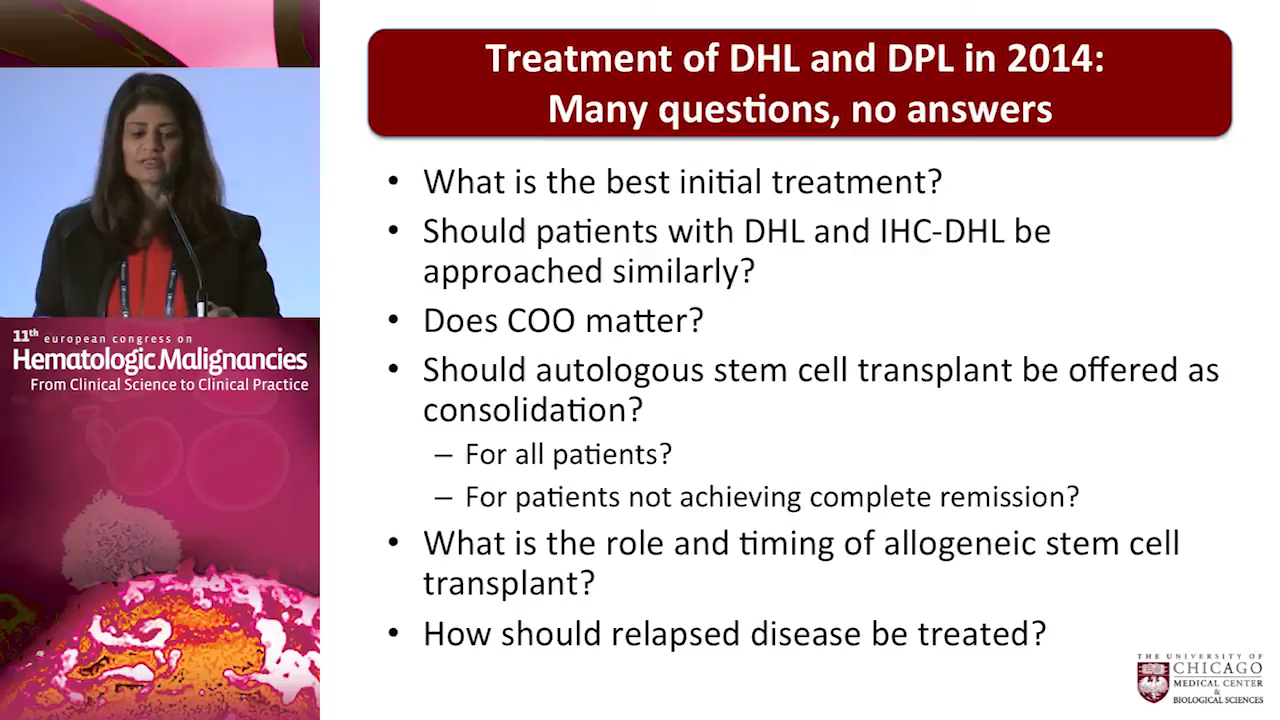 Treatment of DHL and DPL in 2014:
Many questions, no answers
• What is the best initial treatment?
• Should patients with DHL and IHC-DHL be
approached similarly?
• Does COO matter?
• Should autologous stem cell transplant be offered as
consolidation?
– For all patients?
– For patients not achieving complete remission?
• What is the role and timing of allogeneic stem cell
transplant?
• How should relapsed disease be treated?
11th european congress on
Hematologic Malignancies
From Clinical Science to Clinical Practice
THE UNIVERSITY OF
CHICAGO
MEDICAL CENTER
&
BIOLOGICAL SCIENCES